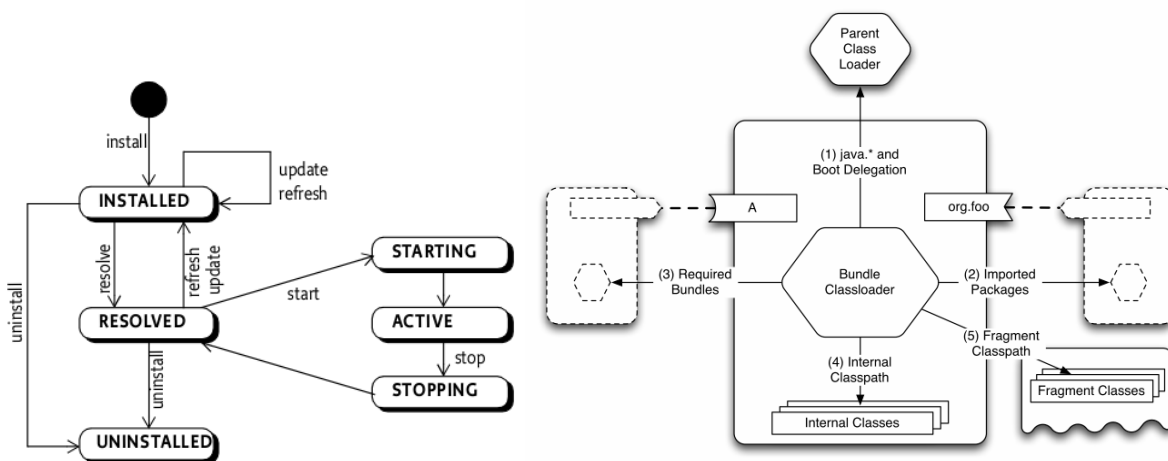 install
update
refresh
INSTALLED
resolve
refresh
update
uninstall
STARTING
start
RESOLVED
ACTIVE
stop
uninstall
STOPPING
UNINSTALLED
Parent
Class
Loader
(1) java.* and
Boot Delegation
A
org.foo
(3) Required
Bundles
Bundle
Classloader
(2) Imported
Packages
(5) Fragment
Classpath
(4) Internal
Classpath
Fragment Classes
Internal Classes